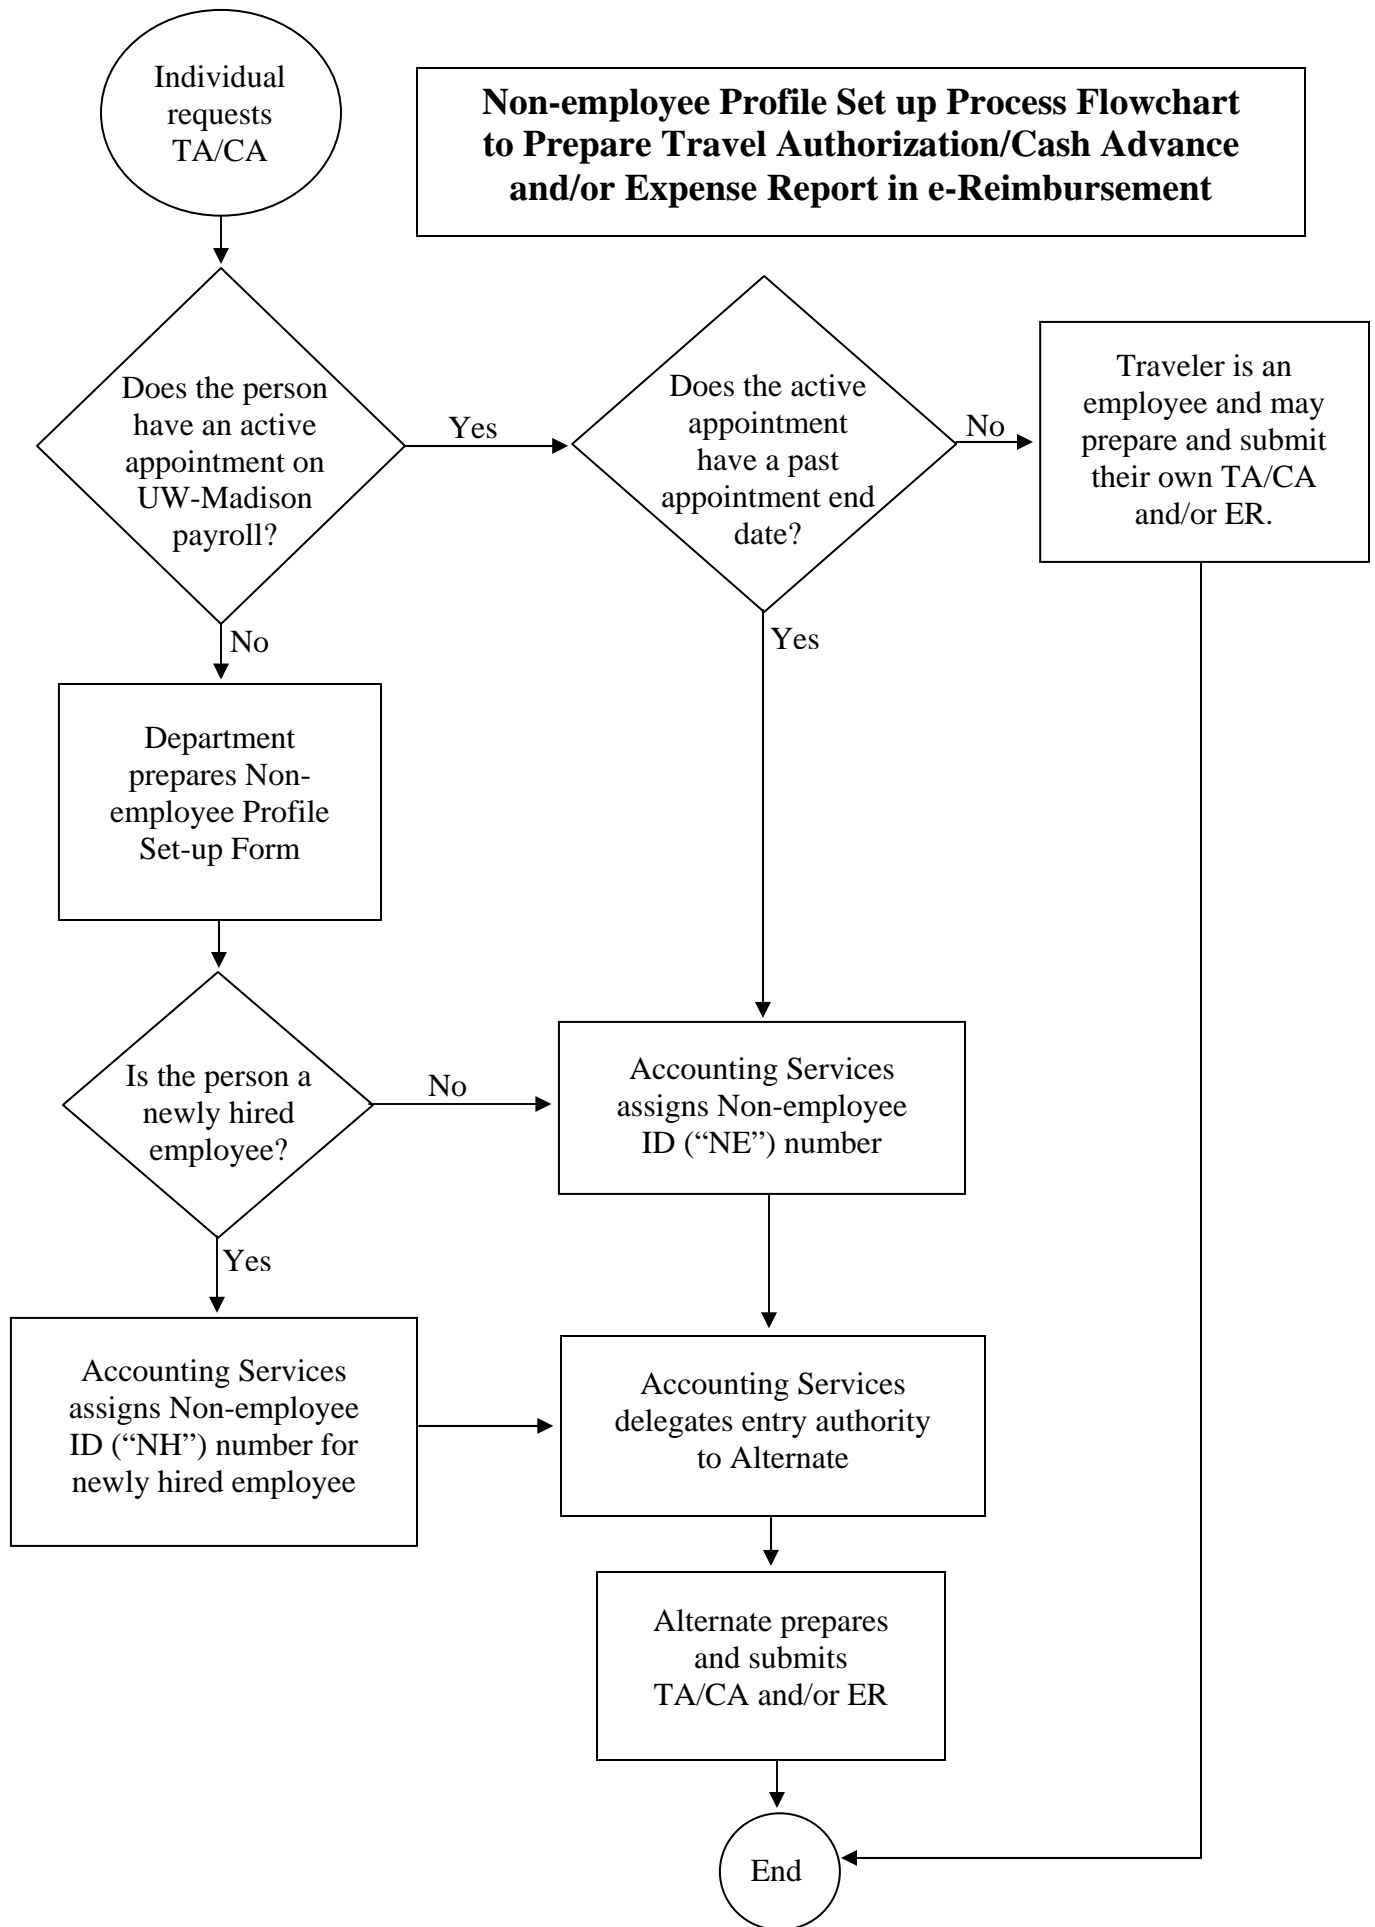 Individual
requests
TA/CA
Non-employee Profile Set up Process Flowchart
to Prepare Travel Authorization/Cash Advance
and/or Expense Report in e-Reimbursement
Does the person
have an active
appointment on
UW-Madison
payroll?
Yes
Does the active
appointment
have a past
appointment end
date?
No
Traveler is an
employee and may
prepare and submit
their own TA/CA
and/or ER.
No
Yes
Department
prepares Non-
employee Profile
Set-up Form
Is the person a
newly hired
employee?
No
Accounting Services
assigns Non-employee
ID (“NE”) number
Yes
Accounting Services
assigns Non-employee
ID (“NH”) number for
newly hired employee
Accounting Services
delegates entry authority
to Alternate
Alternate prepares
and submits
TA/CA and/or ER
End